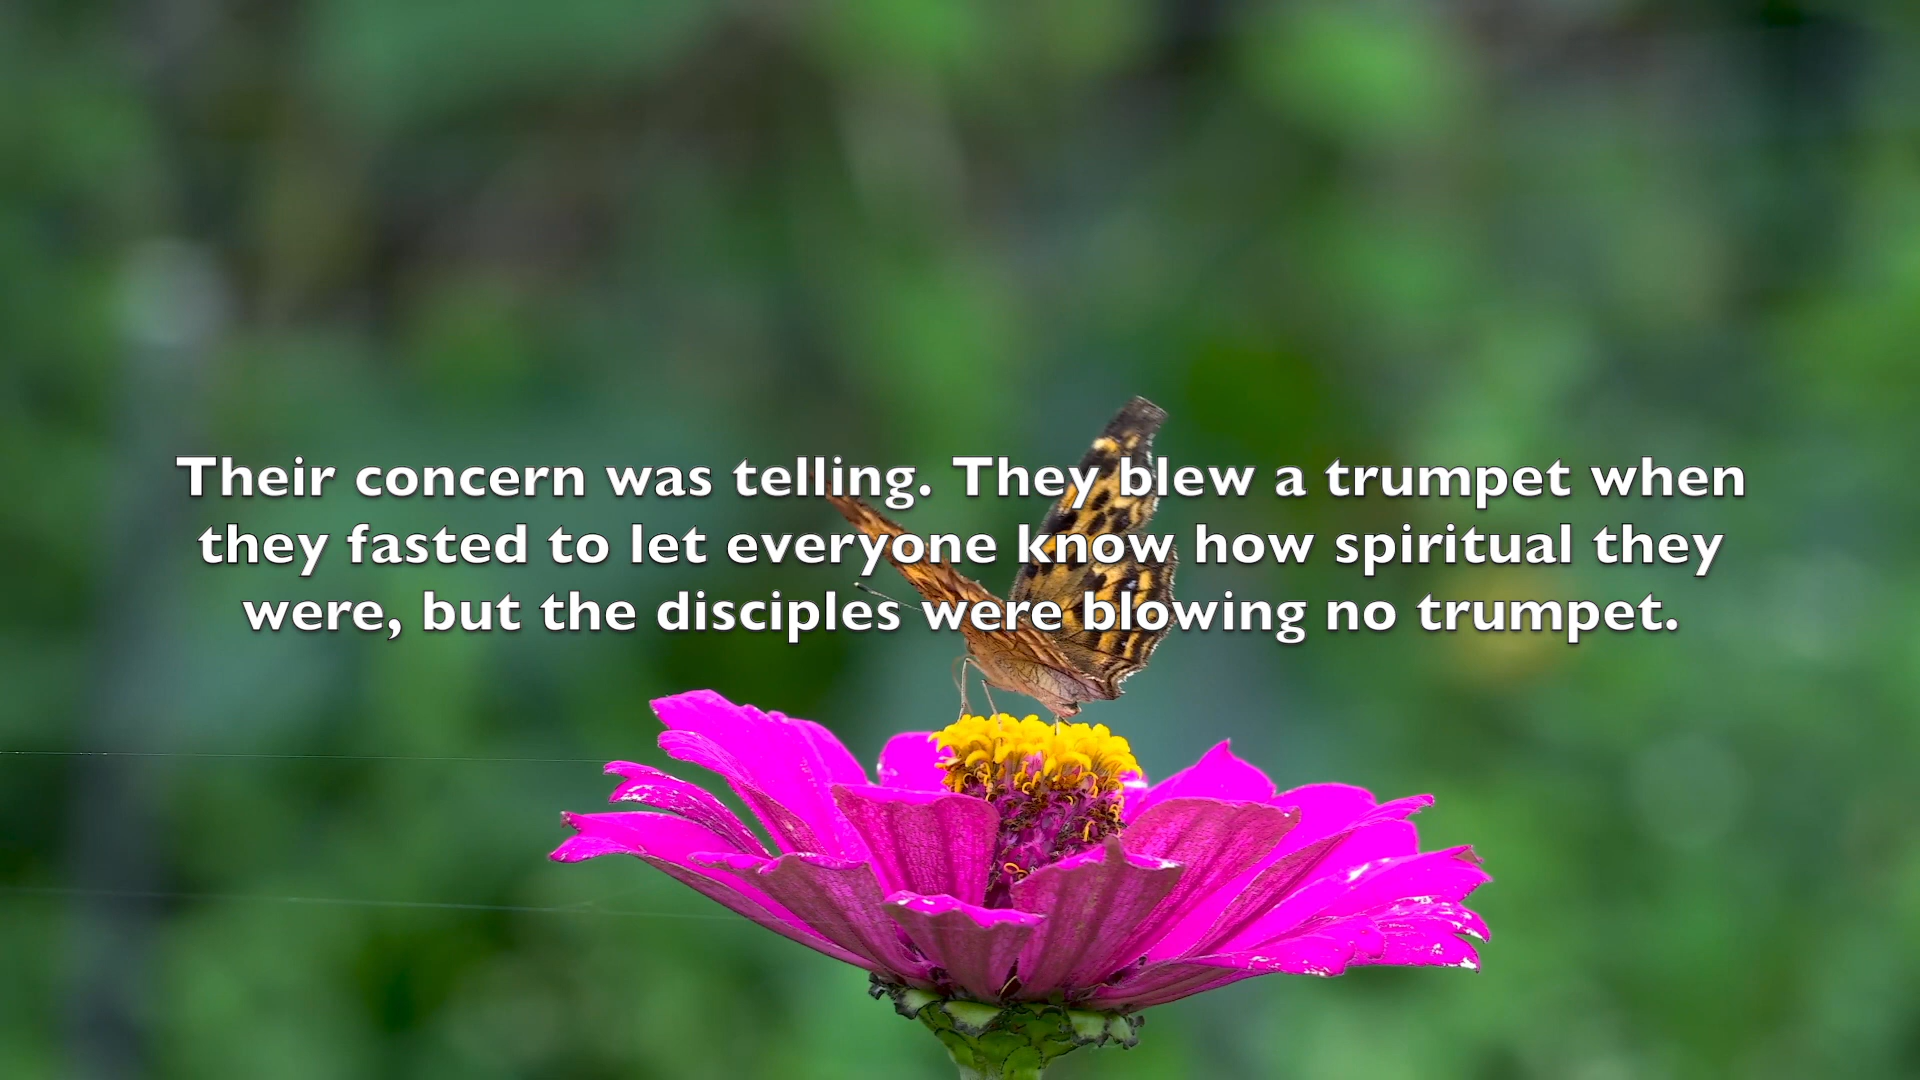 Their concern was telling. They blew a trumpet when
they fasted to let everyone know how spiritual they
were, but the disciples were blowing no trumpet.